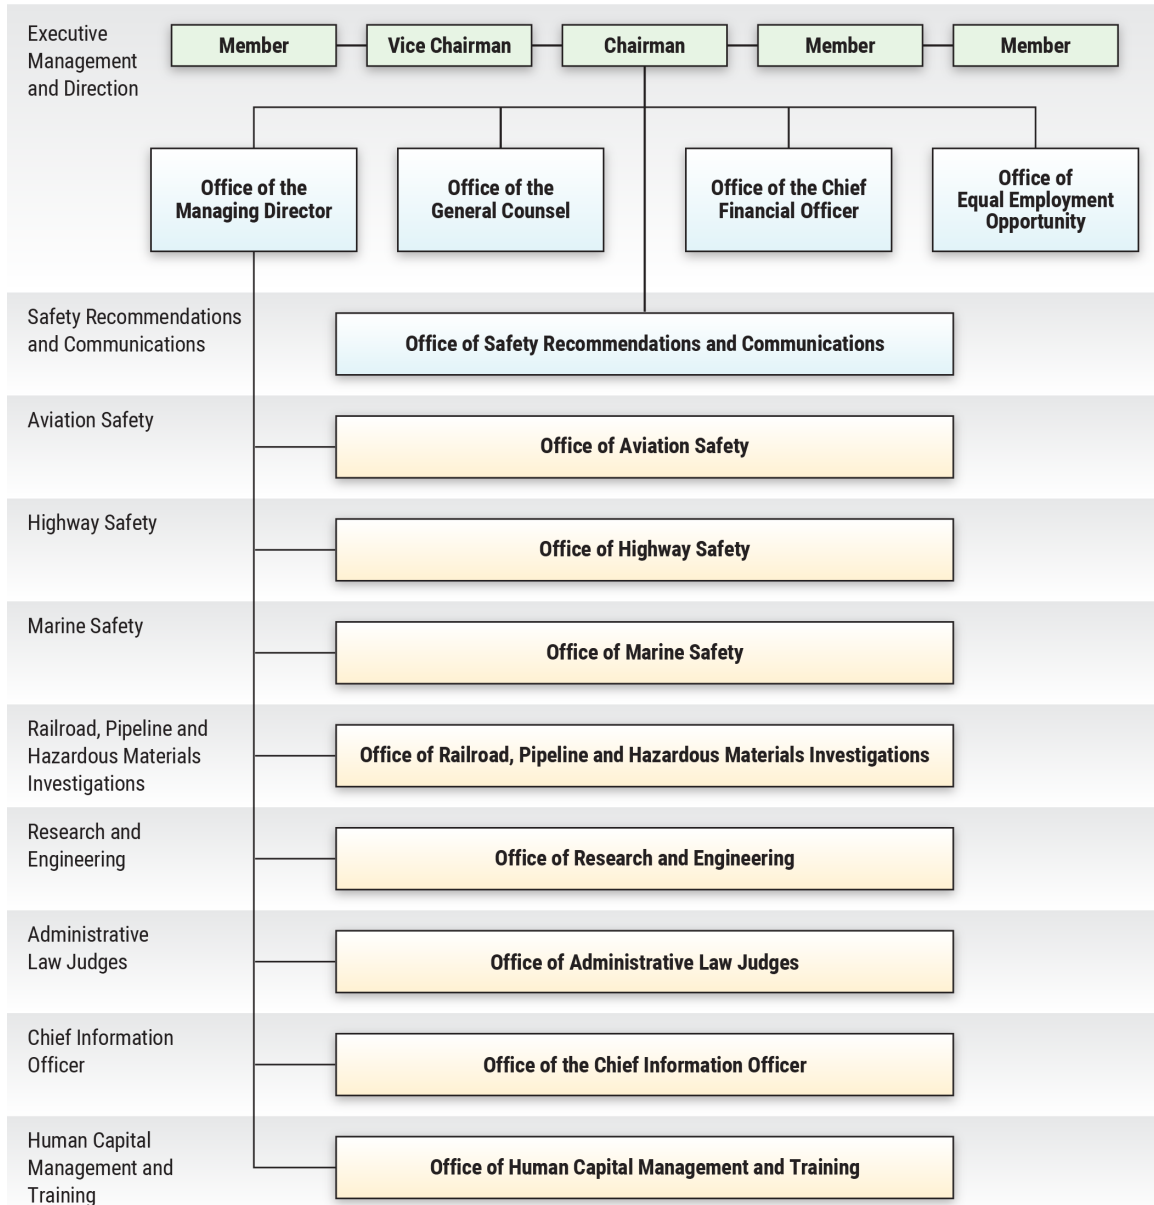 Executive
Management
and Direction
Member
Vice Chairman
Chairman
Member
Member
Office of the
Managing Director
Office of the
General Counsel
Office of the Chief
Financial Officer
Office of
Equal Employment
Opportunity
Safety Recommendations
and Communications
Office of Safety Recommendations and Communications
Aviation Safety
Office of Aviation Safety
Highway Safety
Office of Highway Safety
Marine Safety
Office of Marine Safety
Railroad, Pipeline and
Hazardous Materials
Investigations
Office of Railroad, Pipeline and Hazardous Materials Investigations
Research and
Engineering
Office of Research and Engineering
Administrative
Law Judges
Office of Administrative Law Judges
Chief Information
Officer
Office of the Chief Information Officer
Human Capital
Management and
Training
Office of Human Capital Management and Training